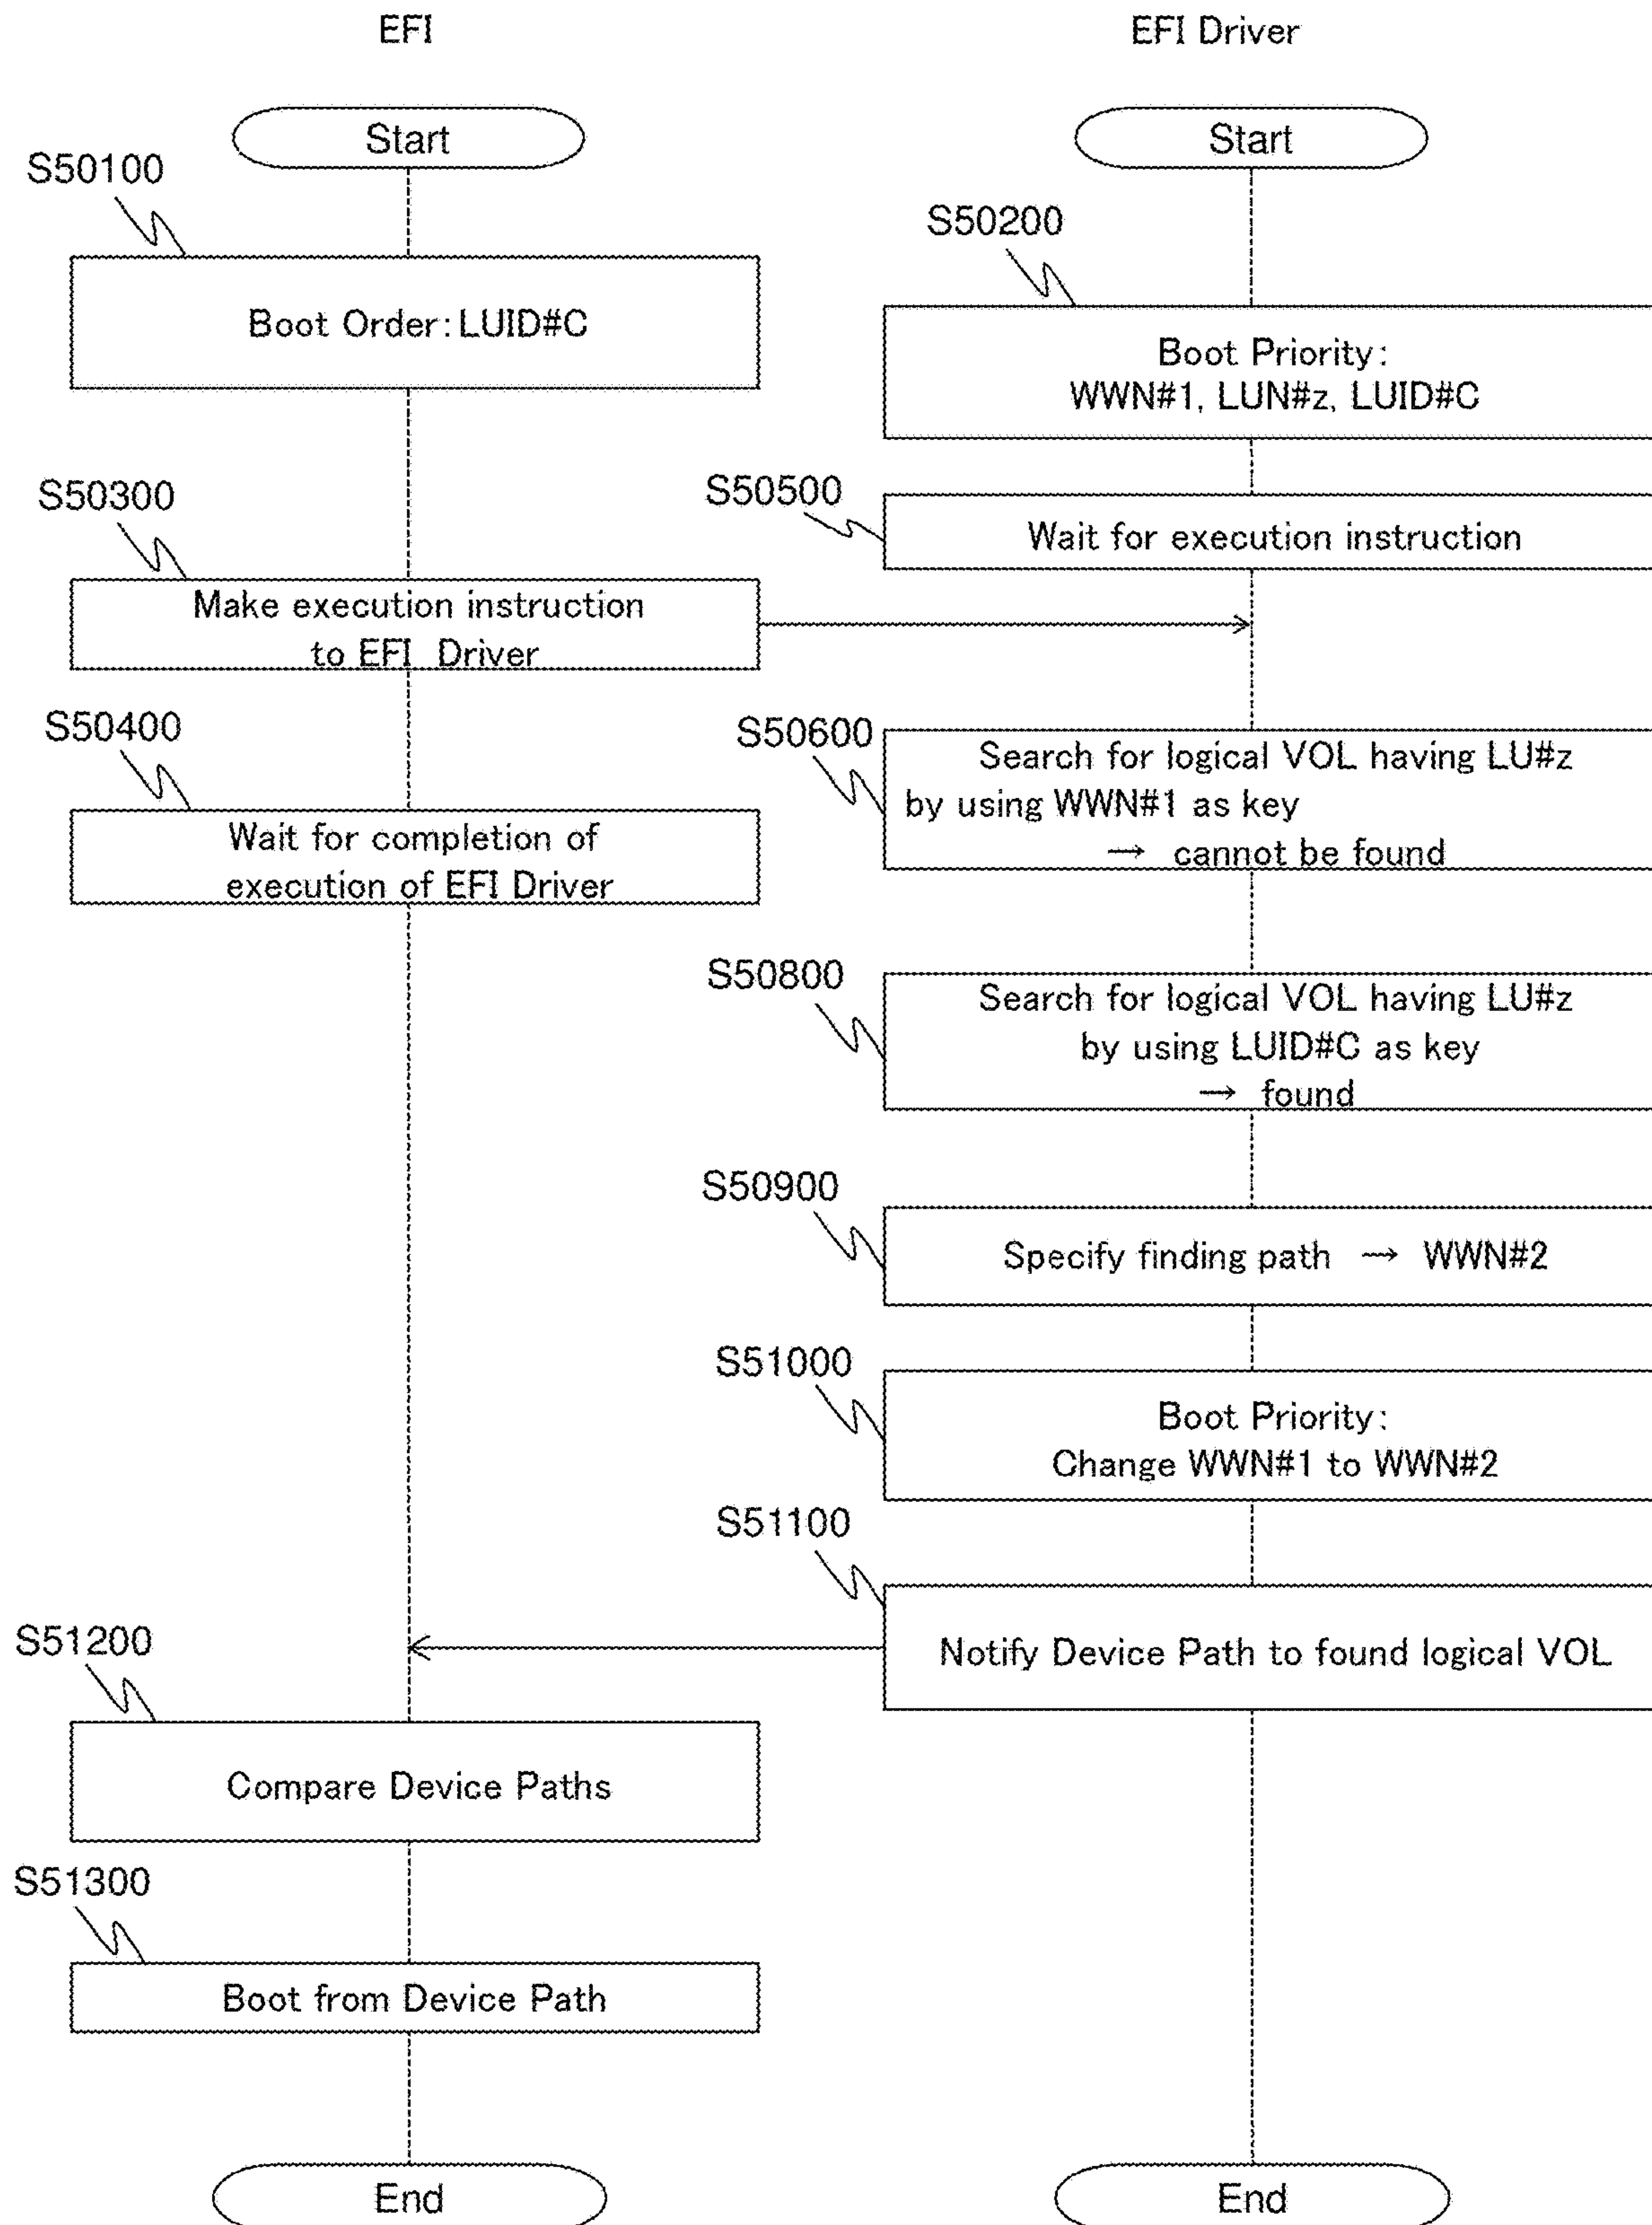 EFI
EFI Driver
Start
Start
S50100
S50200
Boot Order: LUID#C
Boot Priority:
WWN#1, LUN#z, LUID#C
S50300
S50500
Wait for execution instruction
Make execution instruction
to EFI Driver
S50400
S50600
Search for logical VOL having LU#z
by using WWN#1 as key
→ cannot be found
Wait for completion of
execution of EFI Driver
S50800
Search for logical VOL having LU#z
by using LUID#C as key
→ found
S50900
Specify finding path → WWN#2
S51000
Boot Priority:
Change WWN#1 to WWN#2
S51100
Notify Device Path to found logical VOL
S51200
Compare Device Paths
S51300
Boot from Device Path
End
End